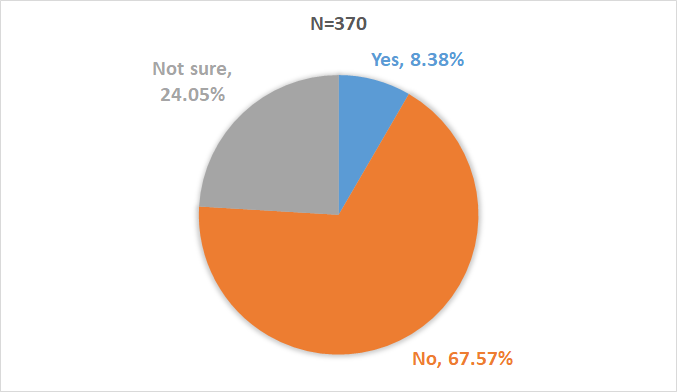 N=370
Yes, 8.38%
Not sure,
24.05%
No, 67.57%